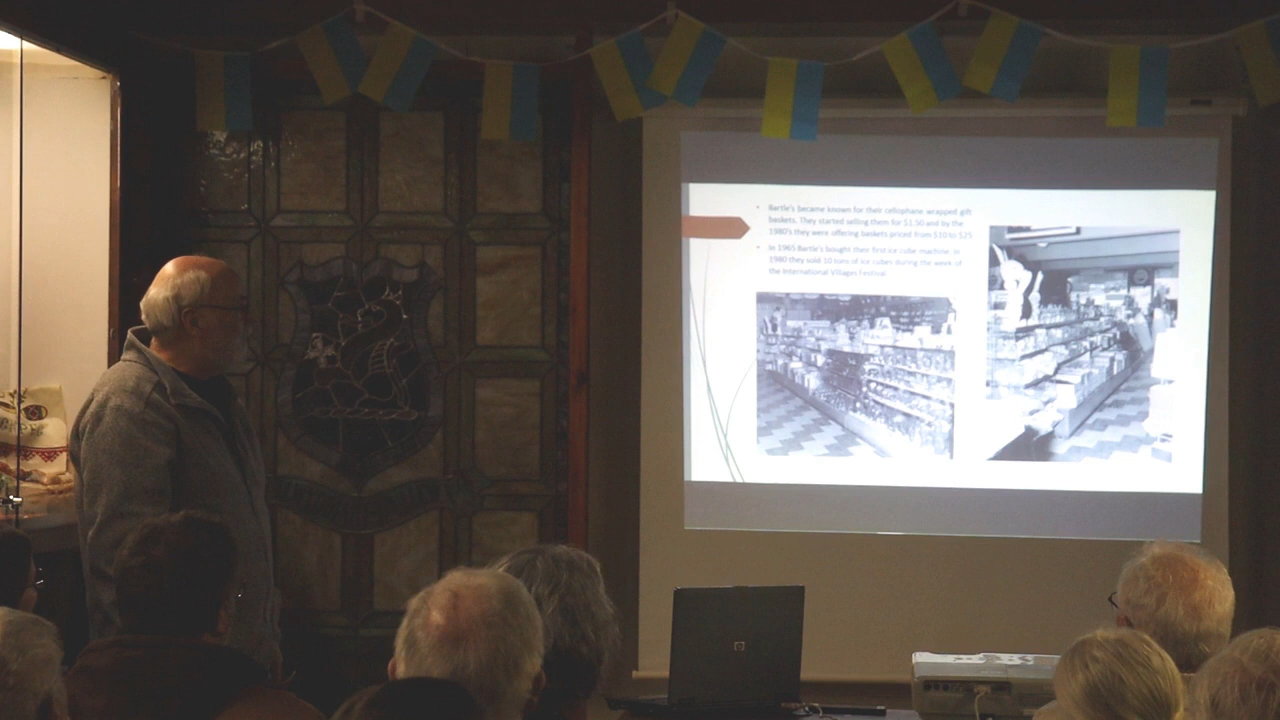 Bartle's became known for their cellophane wrapped gift
baskets. They started selling them for $1.50 and by the
1980's they were offering baskets priced from $10 to $25
In 1965 Bartle's bought their first ice cube machine. In
1980 they sold 10 tons of ice cubes during the week of
the International Villages Festival
hp